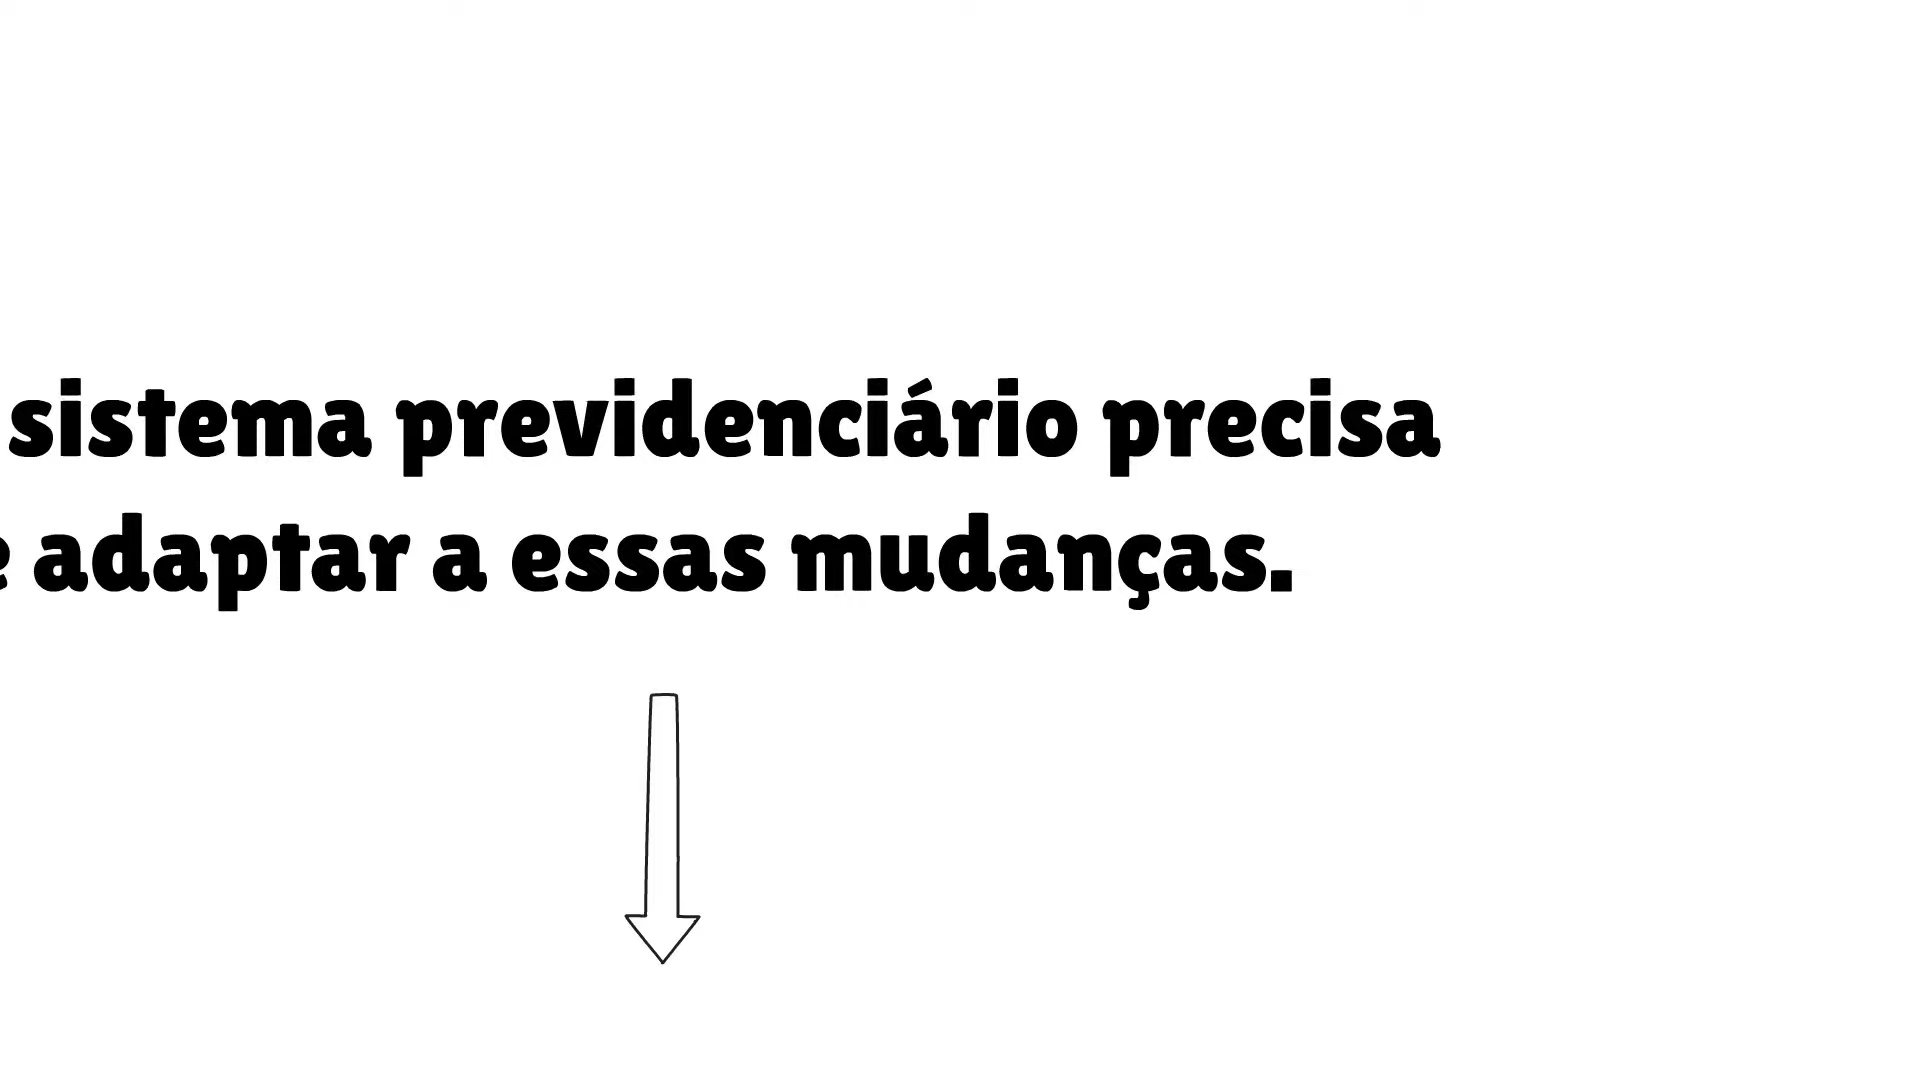 sistema previdenciário precisa
adaptar a essas mudanças.